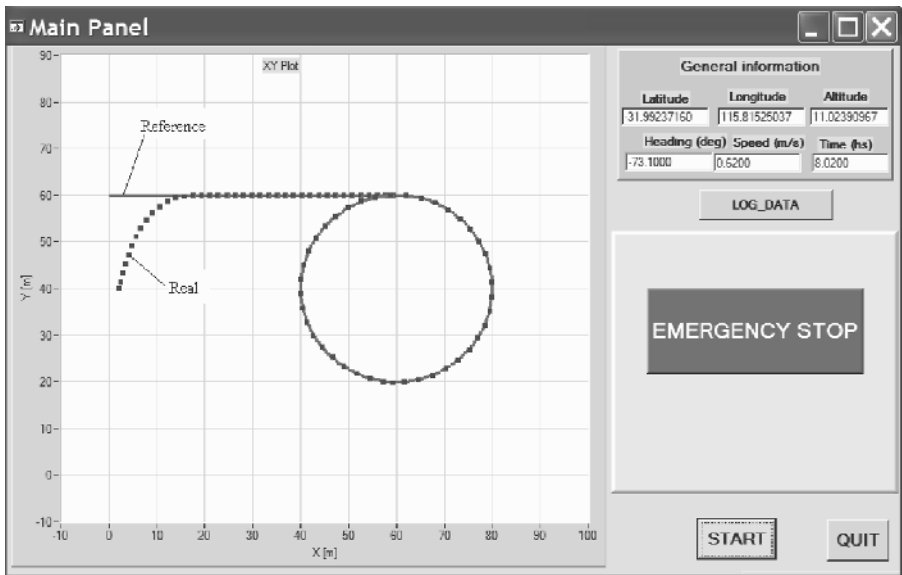 Main Panel
XY Plot
90
80
70
60
50
40
30
20
10
0
-10
Y [m]
-10 0 10 20 30 40 50 60 70 80 90 100
X [m]
Reference
Real
General information
Latitude Longitude Altitude
-31.99237160 115.81525037 11.02390967
Heading (deg) Speed (m/s) Time (hs)
-73.1000 0.6200 8.0200
LOG_DATA
EMERGENCY STOP
START QUIT